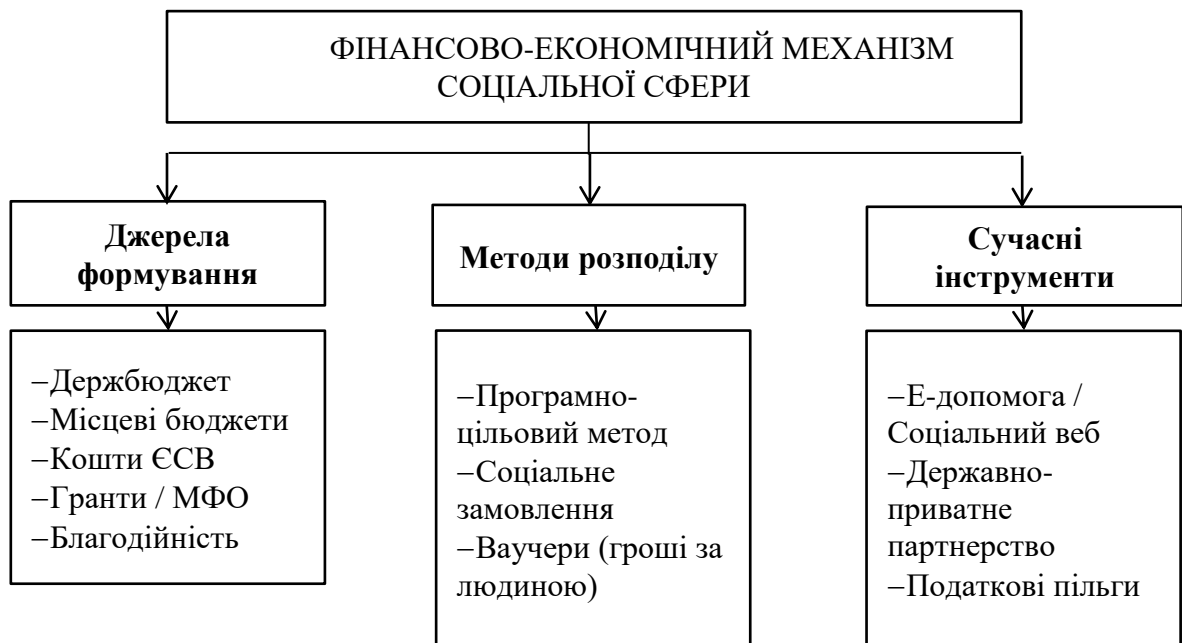 ФІНАНСОВО-ЕКОНОМІЧНИЙ МЕХАНІЗМ
СОЦІАЛЬНОЇ СФЕРИ
Джерела
формування
–Держбюджет
–Місцеві бюджети
–Кошти ЄСВ
–Гранти / МФО
–Благодійність
Методи розподілу
–Програмно-
цільовий метод
–Соціальне
замовлення
–Ваучери (гроші за
людиною)
Сучасні
інструменти
–Е-допомога /
Соціальний веб
–Державно-
приватне
партнерство
–Податкові пільги